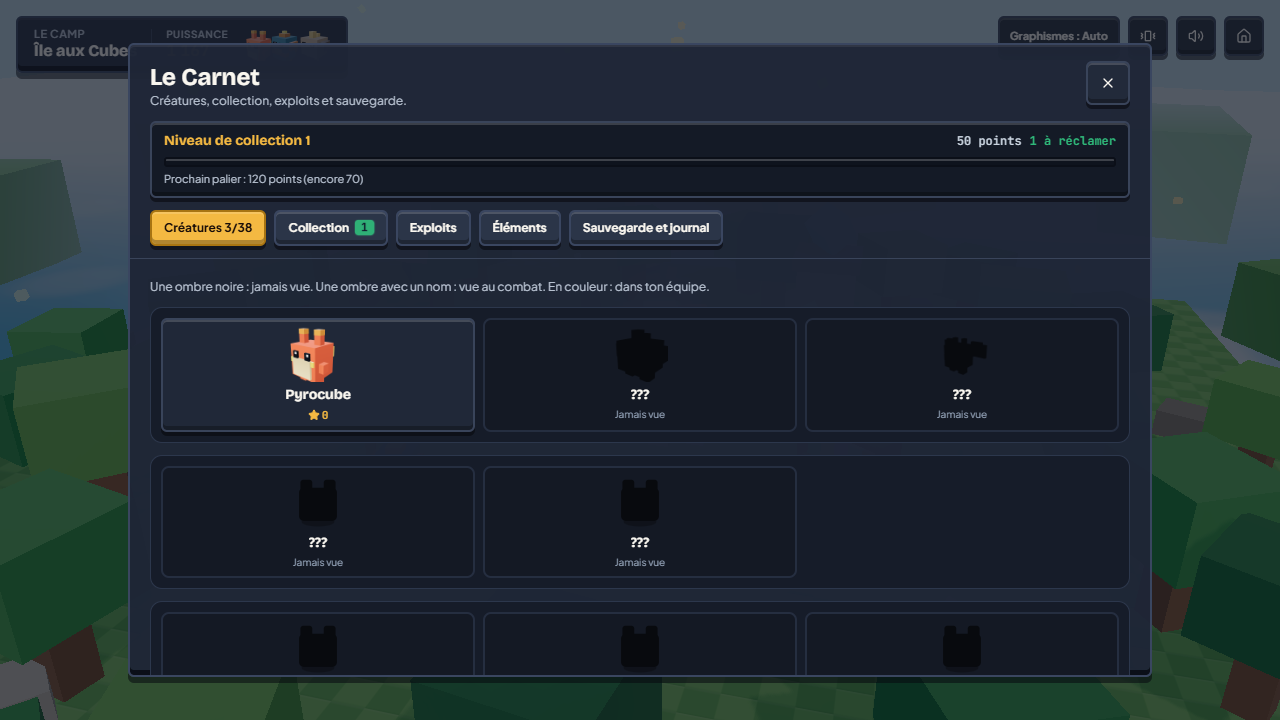 LE CAMP
Île aux Cube
PUISSANCE
Graphismes : Auto
Le Carnet
Créatures, collection, exploits et sauvegarde.
Niveau de collection 1
50 points 1 à réclamer
Prochain palier : 120 points (encore 70)
Créatures 3/38
Collection 1
Exploits
Éléments
Sauvegarde et journal
Une ombre noire : jamais vue. Une ombre avec un nom : vue au combat. En couleur : dans ton équipe.
Pyrocube
0
???
Jamais vue
???
Jamais vue
???
Jamais vue
???
Jamais vue